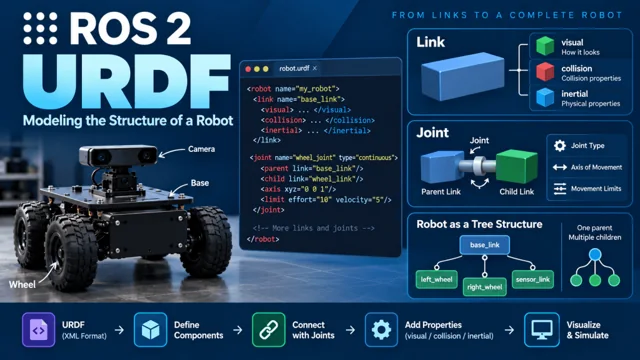 FROM LINKS TO A COMPLETE ROBOT
ROS 2
URDF
Modeling the Structure of a Robot
Camera
Base
Wheel
robot.urdf ×
<robot name="my_robot">
<link name="base_link">
<visual> ... </visual>
<collision> ... </collision>
<inertial> ... </inertial>
</link>
<joint name="wheel_joint" type="continuous">
<parent link="base_link"/>
<child link="wheel_link"/>
<axis xyz="0 0 1"/>
<limit effort="10" velocity="5"/>
</joint>
<!-- More links and joints -->
</robot>
Link
visual
How it looks
collision
Collision properties
inertial
Physical properties
Joint
Joint
Parent Link
Child Link
Joint Type
Axis of Movement
Movement Limits
Robot as a Tree Structure
base_link
left_wheel
right_wheel
sensor_link
One parent
Multiple children
URDF
(XML Format)
Define
Components
Connect
with Joints
Add Properties
(visual / collision / inertial)
Visualize
& Simulate